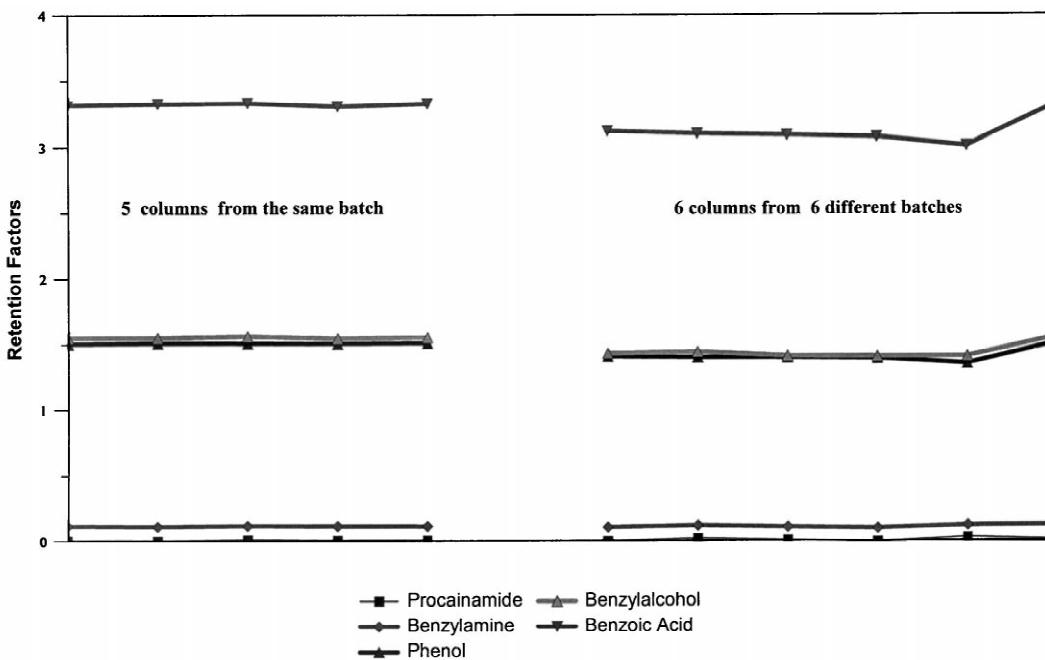 4
3
2
1
0
Retention Factors
5 columns from the same batch
6 columns from 6 different batches
Procainamide
Benzylamine
Phenol
Benzylalcohol
Benzoic Acid